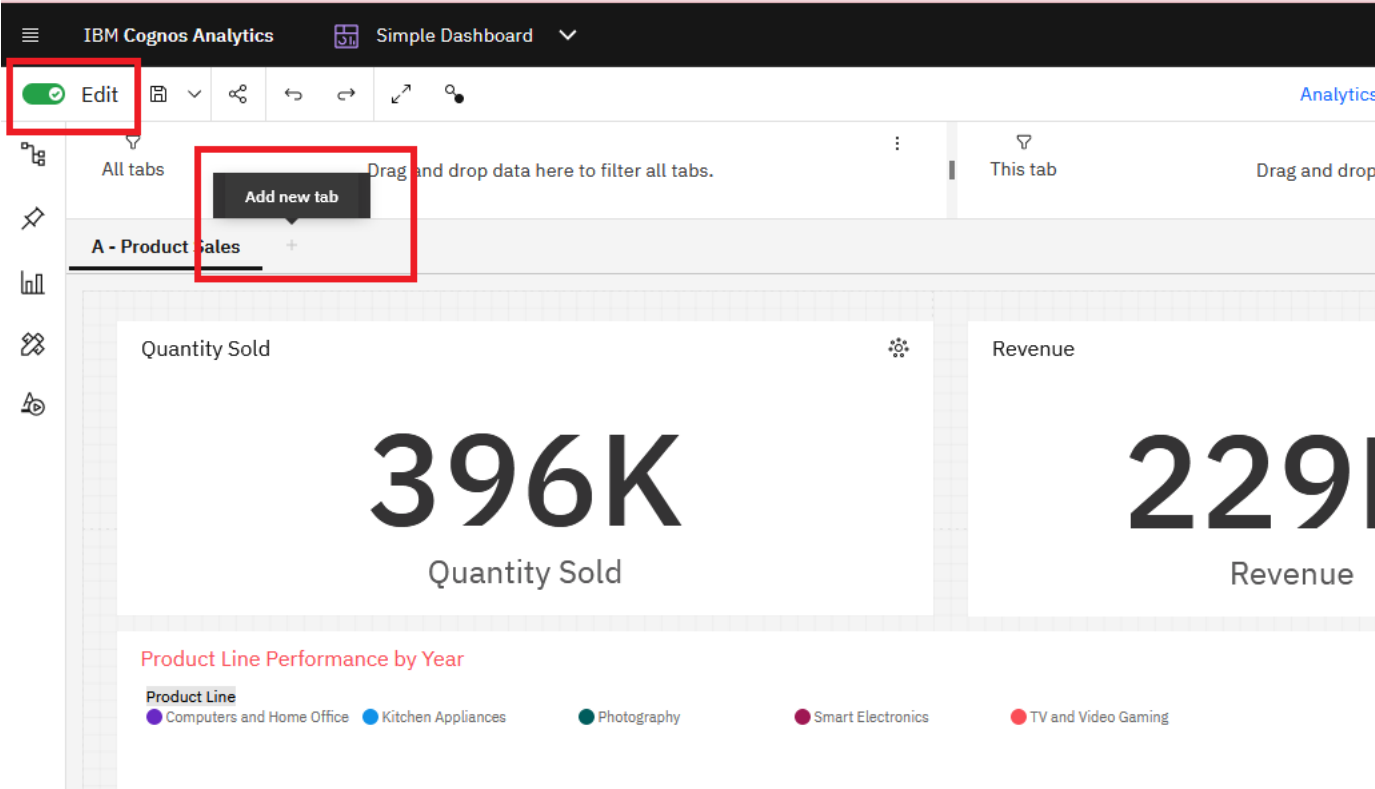 IBM Cognos Analytics
Simple Dashboard
Edit
Analytics
All tabs
Drag and drop data here to filter all tabs.
This tab
Drag and drop
Add new tab
A - Product Sales
+
Quantity Sold
Revenue
396K
229
Quantity Sold
Revenue
Product Line Performance by Year
Product Line
Computers and Home Office
Kitchen Appliances
Photography
Smart Electronics
TV and Video Gaming